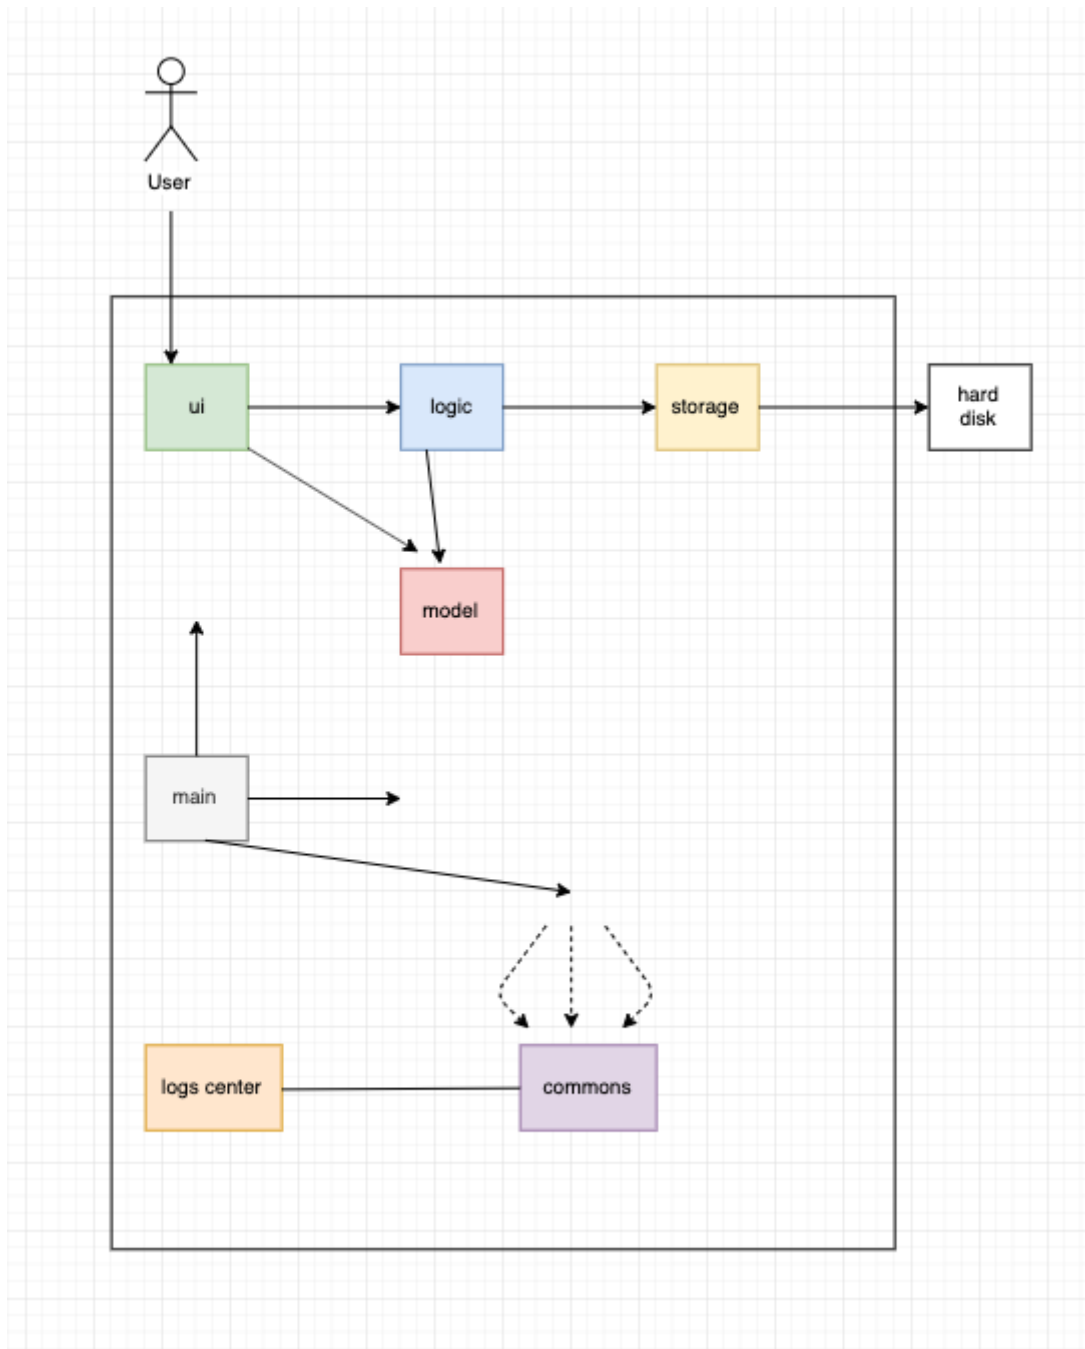 User
ui
logic
storage
hard
disk
model
main
logs center
commons